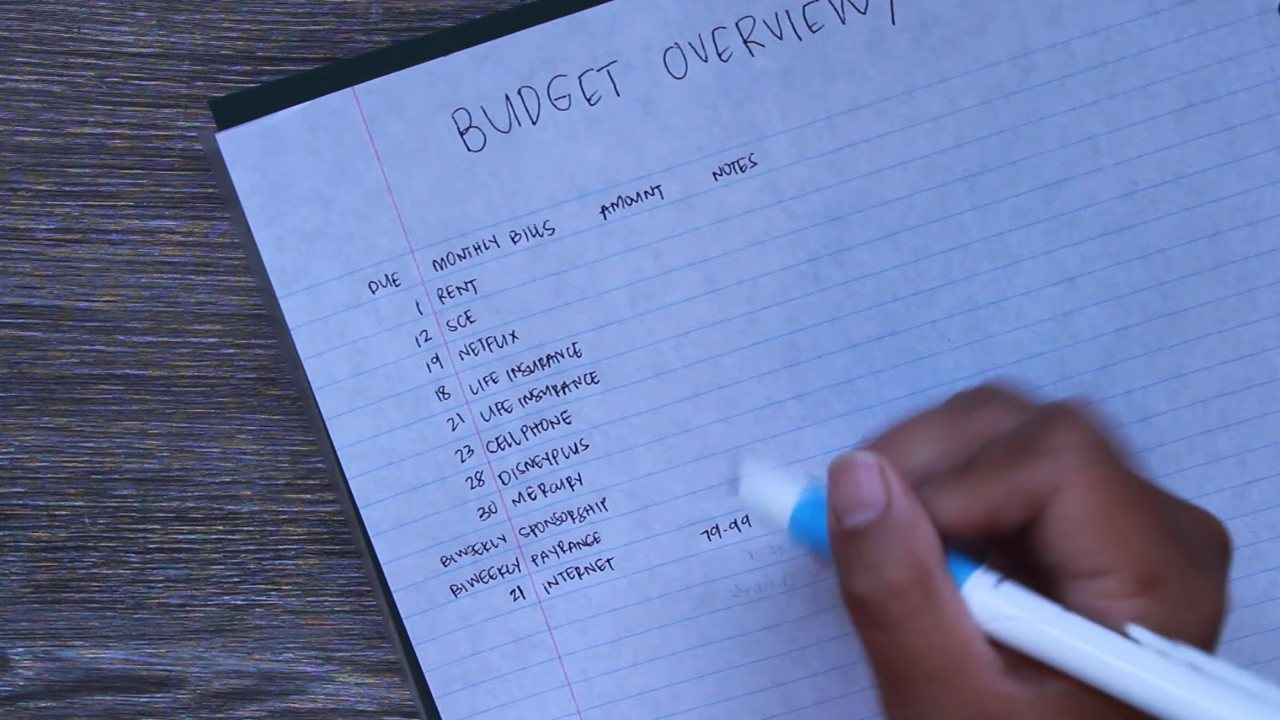 BUDGET OVERVIEW
DUE MONTHLY BILLS AMOUNT NOTES
1 RENT
12 SCE
19 NETFLIX
18 LIFE INSURANCE
21 LIFE INSURANCE
23 CELLPHONE
28 DISNEYPLUS
30 MERCURY
BIWEEKLY SPONSORSHIP
BIWEEKLY PAYRANGE
21 INTERNET 79.99